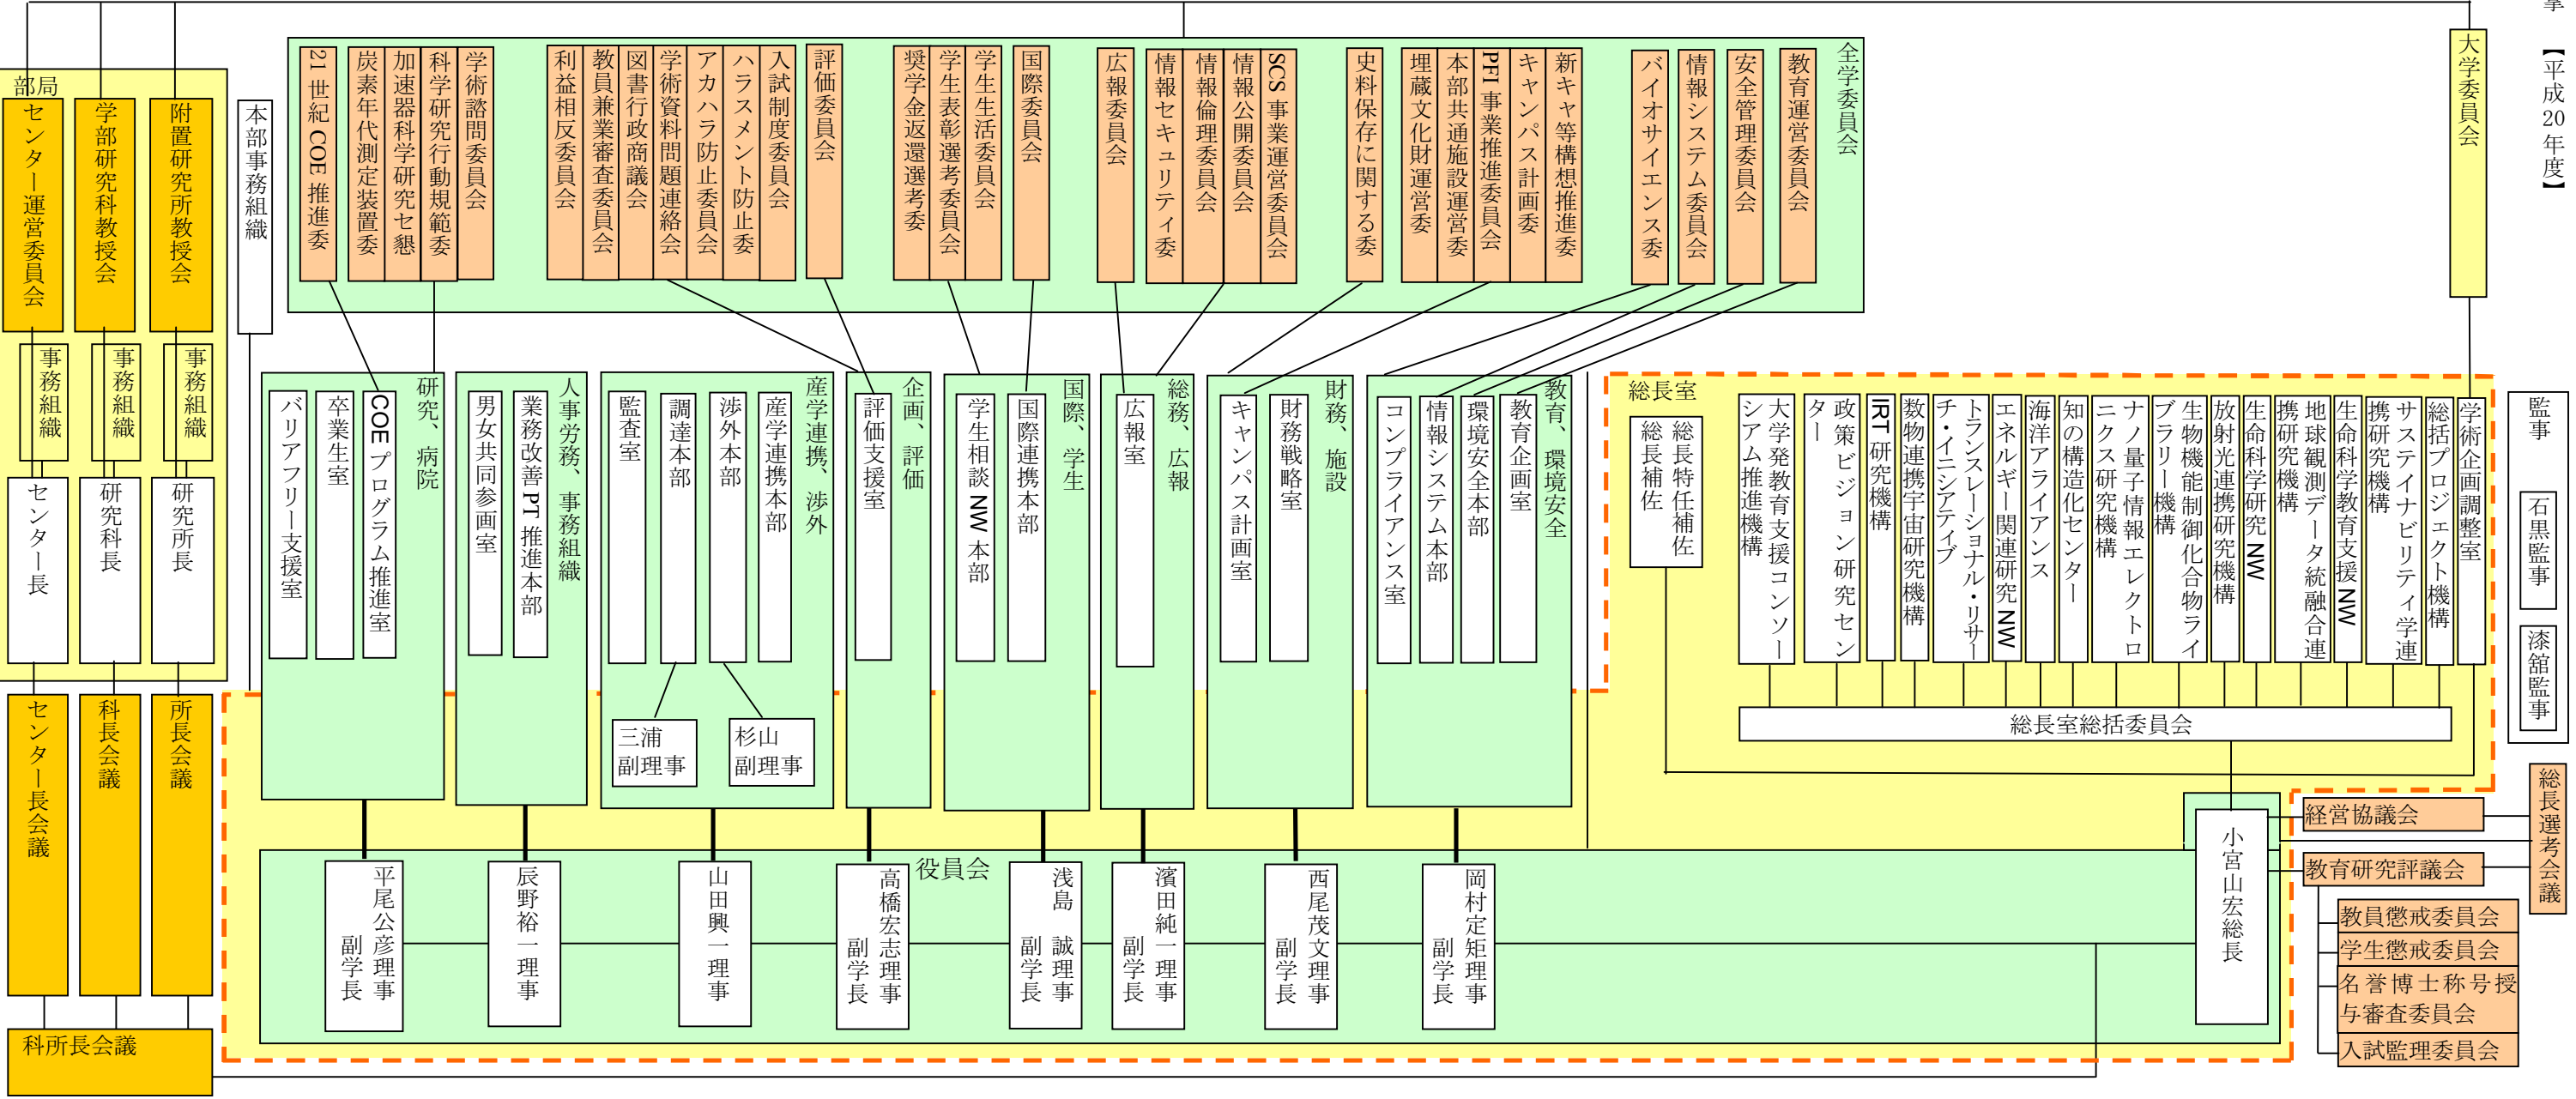 掌
【平成20年度】
大学委員会
全学委員会
教育運営委員会
安全管理委員会
情報システム委員会
バイオサイエンス委
新キャ等構想推進委
キャンパス計画委
PFI 事業推進委員会
本部共通施設運営委
埋蔵文化財運営委
史料保存に関する委
SCS 事業運営委員会
情報公開委員会
情報倫理委員会
情報セキュリティ委
広報委員会
国際委員会
学生生活委員会
学生表彰選考委員会
奨学金返還選考委
評価委員会
入試制度委員会
ハラスメント防止委
アカハラ防止委員会
学術資料問題連絡会
図書行政商議会
教員兼業審査委員会
利益相反委員会
学術諮問委員会
科学研究行動規範委
加速器科学研究セ懇
炭素年代測定装置委
21 世紀 COE 推進委
本部事務組織
部局
附置研究所教授会
学部研究科教授会
センター運営委員会
事務組織
事務組織
事務組織
研究所長
研究科長
センター長
所長会議
科長会議
センター長会議
科所長会議
監事
石黒監事
漆舘監事
総長室
総長特任補佐
総長補佐
学術企画調整室
総括プロジェクト機構
サステイナビリティ学連
携研究機構
生命科学教育支援 NW
地球観測データ統融合連
携研究機構
生命科学研究 NW
放射光連携研究機構
生物機能制御化合物ライ
ブラリー機構
ナノ量子情報エレクトロ
ニクス研究機構
知の構造化センター
海洋アライアンス
エネルギー関連研究 NW
トランスレーショナル・リサー
チ・イニシアティブ
数物連携宇宙研究機構
IRT 研究機構
政策ビジョン研究セン
ター
大学発教育支援コンソー
シアム推進機構
総長室総括委員会
教育、環境安全
教育企画室
環境安全本部
情報システム本部
コンプライアンス室
財務、施設
財務戦略室
キャンパス計画室
総務、広報
広報室
国際、学生
国際連携本部
学生相談 NW 本部
企画、評価
評価支援室
産学連携、渉外
産学連携本部
渉外本部
調達本部
監査室
杉山
副理事
三浦
副理事
人事労務、事務組織
業務改善 PT 推進本部
男女共同参画室
研究、病院
COE プログラム推進室
卒業生室
バリアフリー支援室
役員会
小宮山宏総長
岡村定矩理事
副学長
西尾茂文理事
副学長
濱田純一理事
副学長
浅島 誠理事
副学長
高橋宏志理事
副学長
山田興一理事
辰野裕一理事
平尾公彦理事
副学長
総長選考会議
経営協議会
教育研究評議会
教員懲戒委員会
学生懲戒委員会
名誉博士称号授
与審査委員会
入試監理委員会